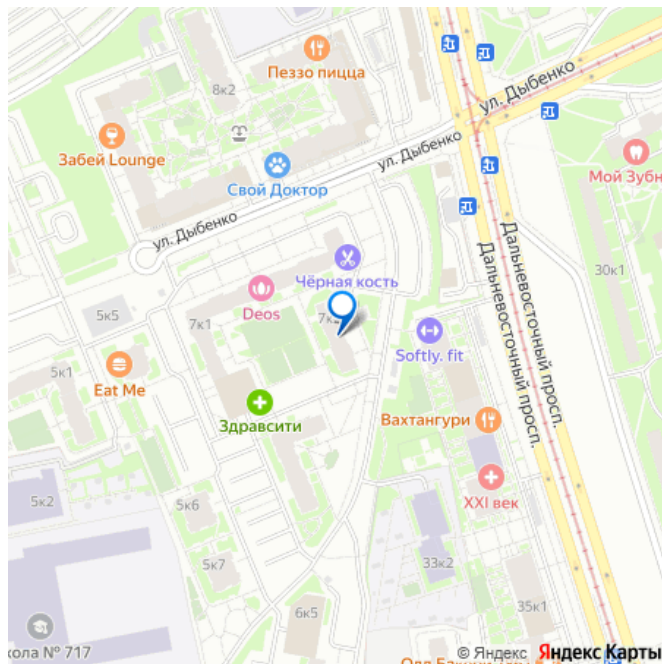 Пеззо пицца
8к2
ул. Дыбенко
Забей Lounge
ул. Дыбенко
Свой Доктор
Мой Зубн
ул. Дыбенко
Дальневосточный просп.
Дальневосточный просп.
30к1
Чёрная кость
Deos
5к5
7к1
Softly. fit
5к1
Eat Me
Здравсити
Вахтангури
XXI век
5к2
5к6
5к7
33к2
6к5
35к1
кола № 717
© Яндекс Яндекс Карты